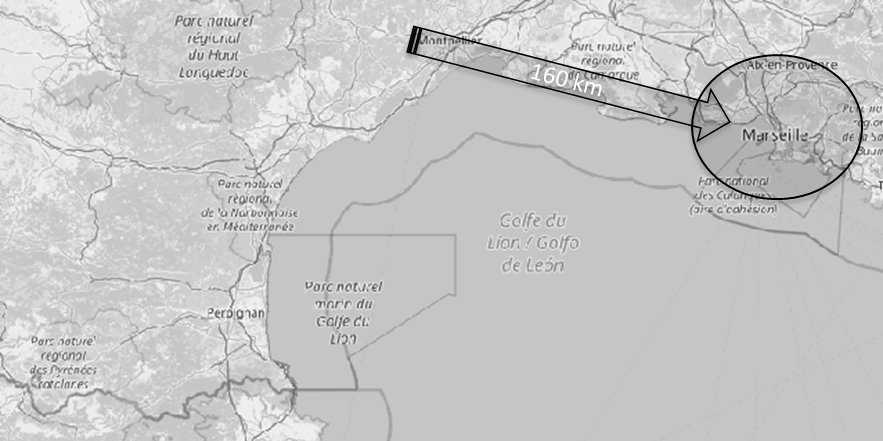 Parc naturel
régional
du Haut
Languedoc
Montpellier
Parc naturel
régional
de Camargue
160 km
Aix-en-Provence
Marseille
Parc national
des Calanques
(aire d'adhésion)
Parc naturel
régional
de la Narbonnaise
en Méditerranée
Golfe du
Lion / Golfo
de León
Parc naturel
marin du
Golfe du
Lion
Perpignan
Parc naturel
régional
des Pyrénées
catalanes